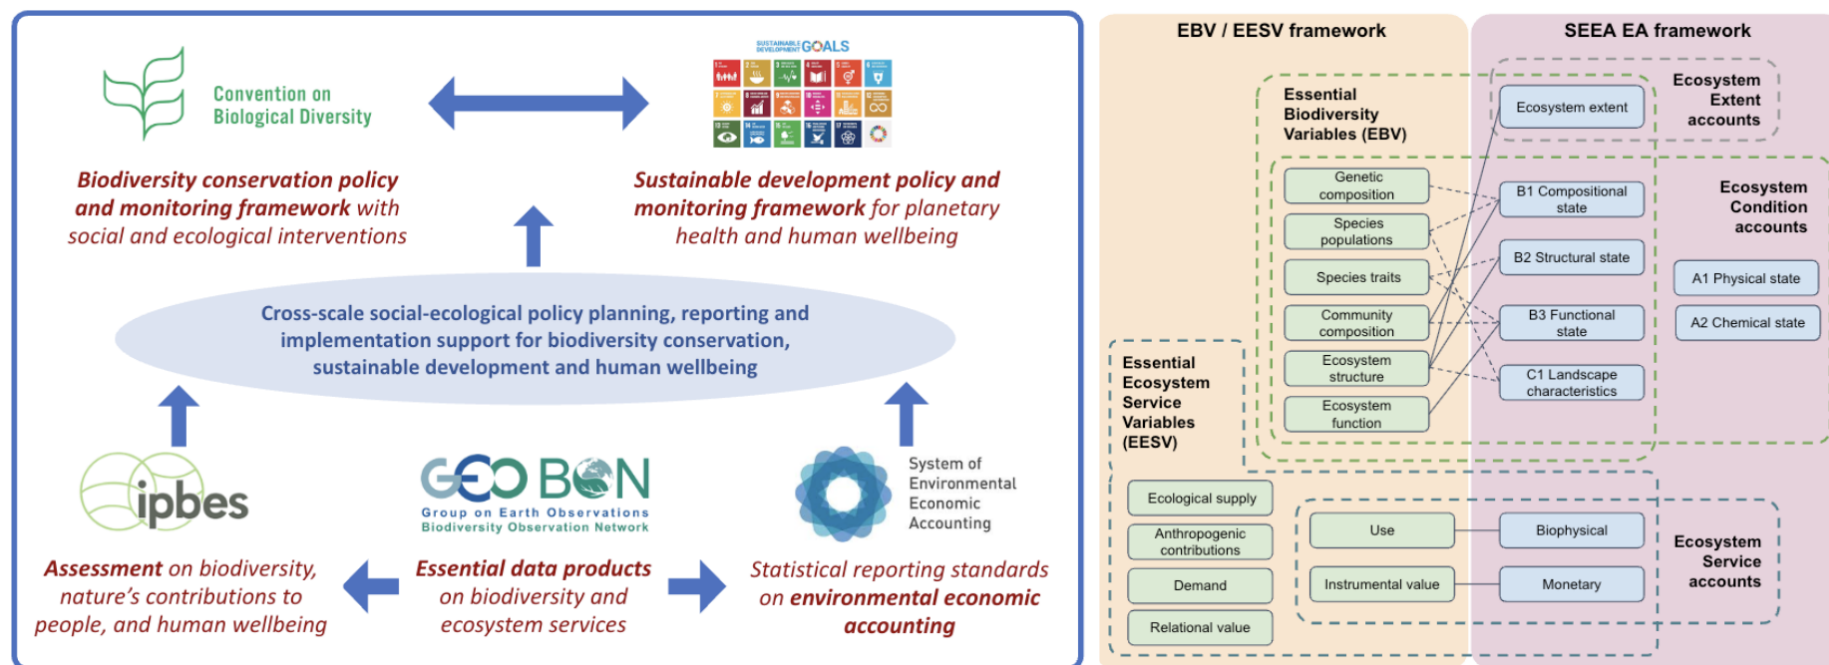 Convention on
Biological Diversity
SUSTAINABLE
DEVELOPMENT GOALS
Biodiversity conservation policy
and monitoring framework with
social and ecological interventions
Sustainable development policy and
monitoring framework for planetary
health and human wellbeing
Cross-scale social-ecological policy planning, reporting and
implementation support for biodiversity conservation,
sustainable development and human wellbeing
ipbes
GEO BON
Group on Earth Observations
Biodiversity Observation Network
System of
Environmental
Economic
Accounting
Assessment on biodiversity,
nature's contributions to
people, and human wellbeing
Essential data products
on biodiversity and
ecosystem services
Statistical reporting standards
on environmental economic
accounting
EBV / EESV framework
SEEA EA framework
Essential
Biodiversity
Variables (EBV)
Ecosystem extent
Ecosystem
Extent
accounts
Genetic
composition
Species
populations
Species traits
Community
composition
Ecosystem
structure
Ecosystem
function
B1 Compositional
state
B2 Structural state
B3 Functional
state
C1 Landscape
characteristics
Ecosystem
Condition
accounts
A1 Physical state
A2 Chemical state
Essential
Ecosystem
Service
Variables
(EESV)
Ecological supply
Anthropogenic
contributions
Demand
Relational value
Use
Instrumental value
Biophysical
Monetary
Ecosystem
Service
accounts